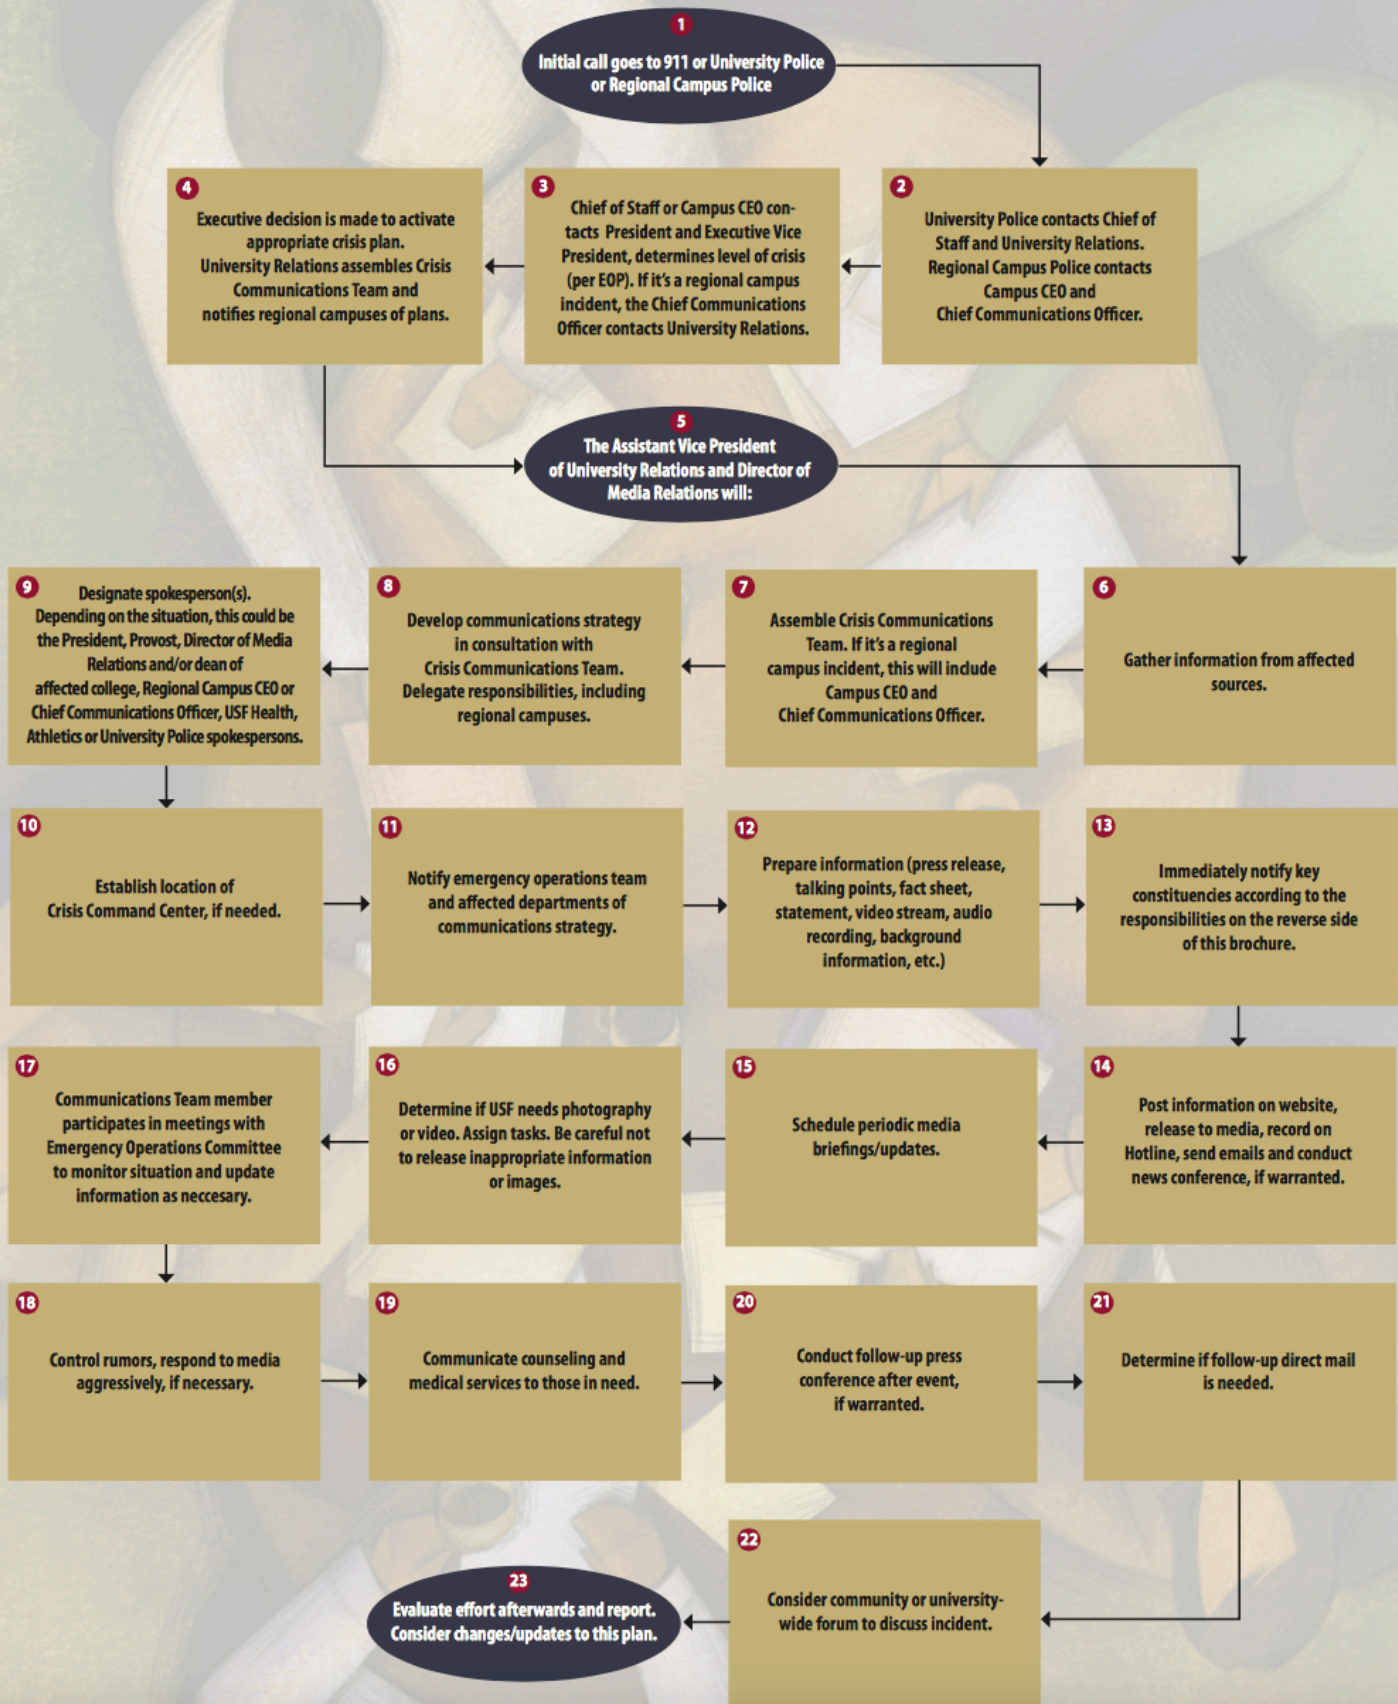 1
Initial call goes to 911 or University Police
or Regional Campus Police
2
University Police contacts Chief of
Staff and University Relations.
Regional Campus Police contacts
Campus CEO and
Chief Communications Officer.
3
Chief of Staff or Campus CEO con-
tacts President and Executive Vice
President, determines level of crisis
(per EOP). If it's a regional campus
incident, the Chief Communications
Officer contacts University Relations.
4
Executive decision is made to activate
appropriate crisis plan.
University Relations assembles Crisis
Communications Team and
notifies regional campuses of plans.
5
The Assistant Vice President
of University Relations and Director of
Media Relations will:
6
Gather information from affected
sources.
7
Assemble Crisis Communications
Team. If it's a regional
campus incident, this will include
Campus CEO and
Chief Communications Officer.
8
Develop communications strategy
in consultation with
Crisis Communications Team.
Delegate responsibilities, including
regional campuses.
9
Designate spokesperson(s).
Depending on the situation, this could be
the President, Provost, Director of Media
Relations and/or dean of
affected college, Regional Campus CEO or
Chief Communications Officer, USF Health,
Athletics or University Police spokespersons.
10
Establish location of
Crisis Command Center, if needed.
11
Notify emergency operations team
and affected departments of
communications strategy.
12
Prepare information (press release,
talking points, fact sheet,
statement, video stream, audio
recording, background
information, etc.)
13
Immediately notify key
constituencies according to the
responsibilities on the reverse side
of this brochure.
14
Post information on website,
release to media, record on
Hotline, send emails and conduct
news conference, if warranted.
15
Schedule periodic media
briefings/updates.
16
Determine if USF needs photography
or video. Assign tasks. Be careful not
to release inappropriate information
or images.
17
Communications Team member
participates in meetings with
Emergency Operations Committee
to monitor situation and update
information as neccesary.
18
Control rumors, respond to media
aggressively, if necessary.
19
Communicate counseling and
medical services to those in need.
20
Conduct follow-up press
conference after event,
if warranted.
21
Determine if follow-up direct mail
is needed.
22
Consider community or university-
wide forum to discuss incident.
23
Evaluate effort afterwards and report.
Consider changes/updates to this plan.